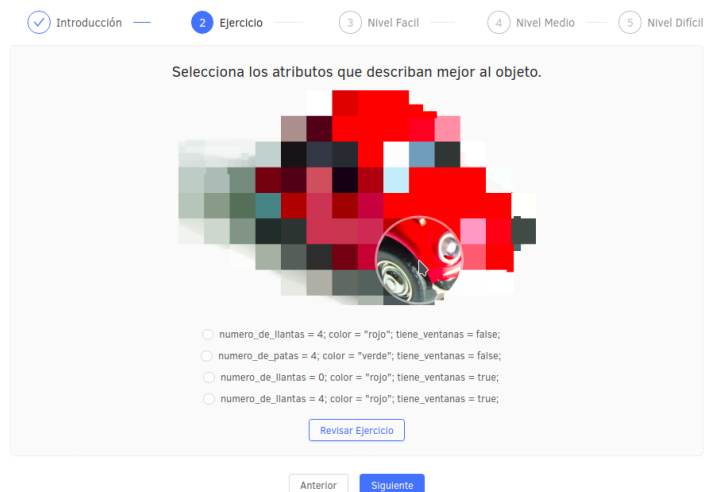 Introducción 2 Ejercicio 3 Nivel Facil 4 Nivel Medio 5 Nivel Difícil
Selecciona los atributos que describan mejor al objeto.
numero_de_llantas = 4; color = "rojo"; tiene_ventanas = false;
numero_de_patas = 4; color = "verde"; tiene_ventanas = false;
numero_de_llantas = 0; color = "rojo"; tiene_ventanas = true;
numero_de_llantas = 4; color = "rojo"; tiene_ventanas = true;
Revisar Ejercicio
Anterior Siguiente